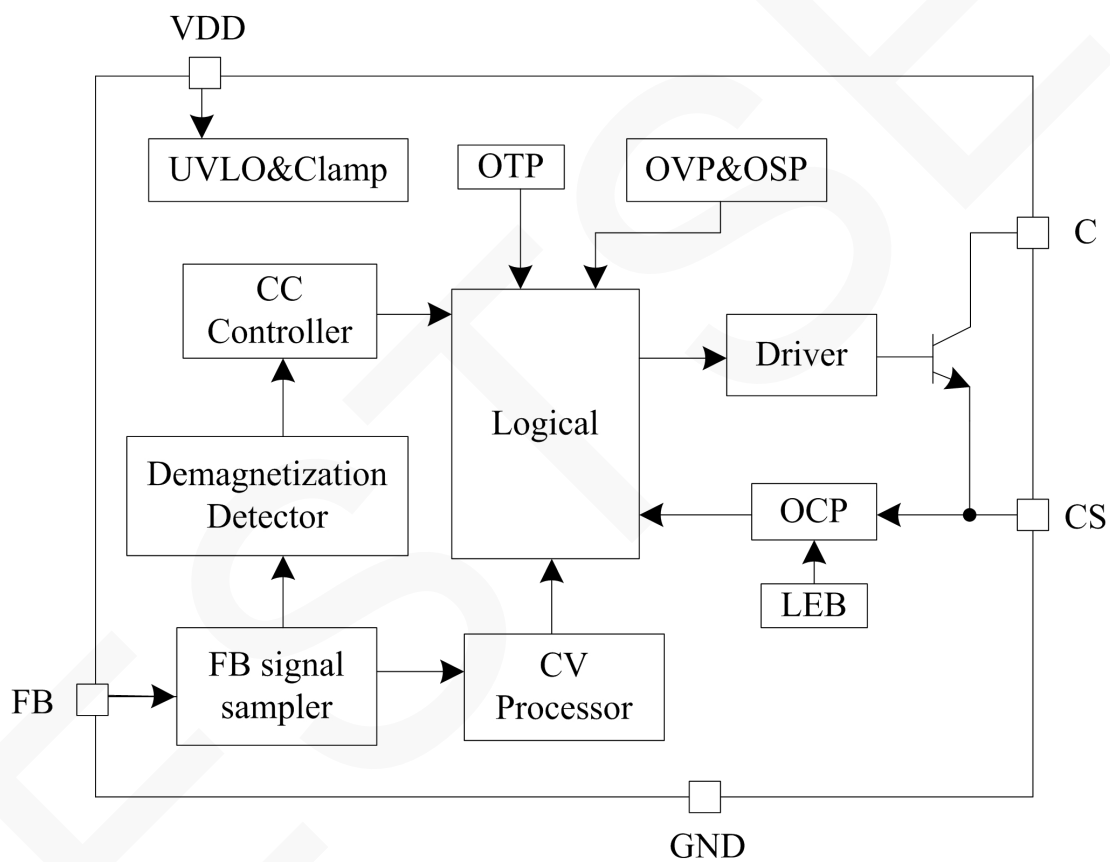 VDD
UVLO&Clamp
OTP
OVP&OSP
C
CC
Controller
Driver
Logical
Demagnetization
Detector
OCP
CS
LEB
FB signal
sampler
CV
Processor
FB
GND